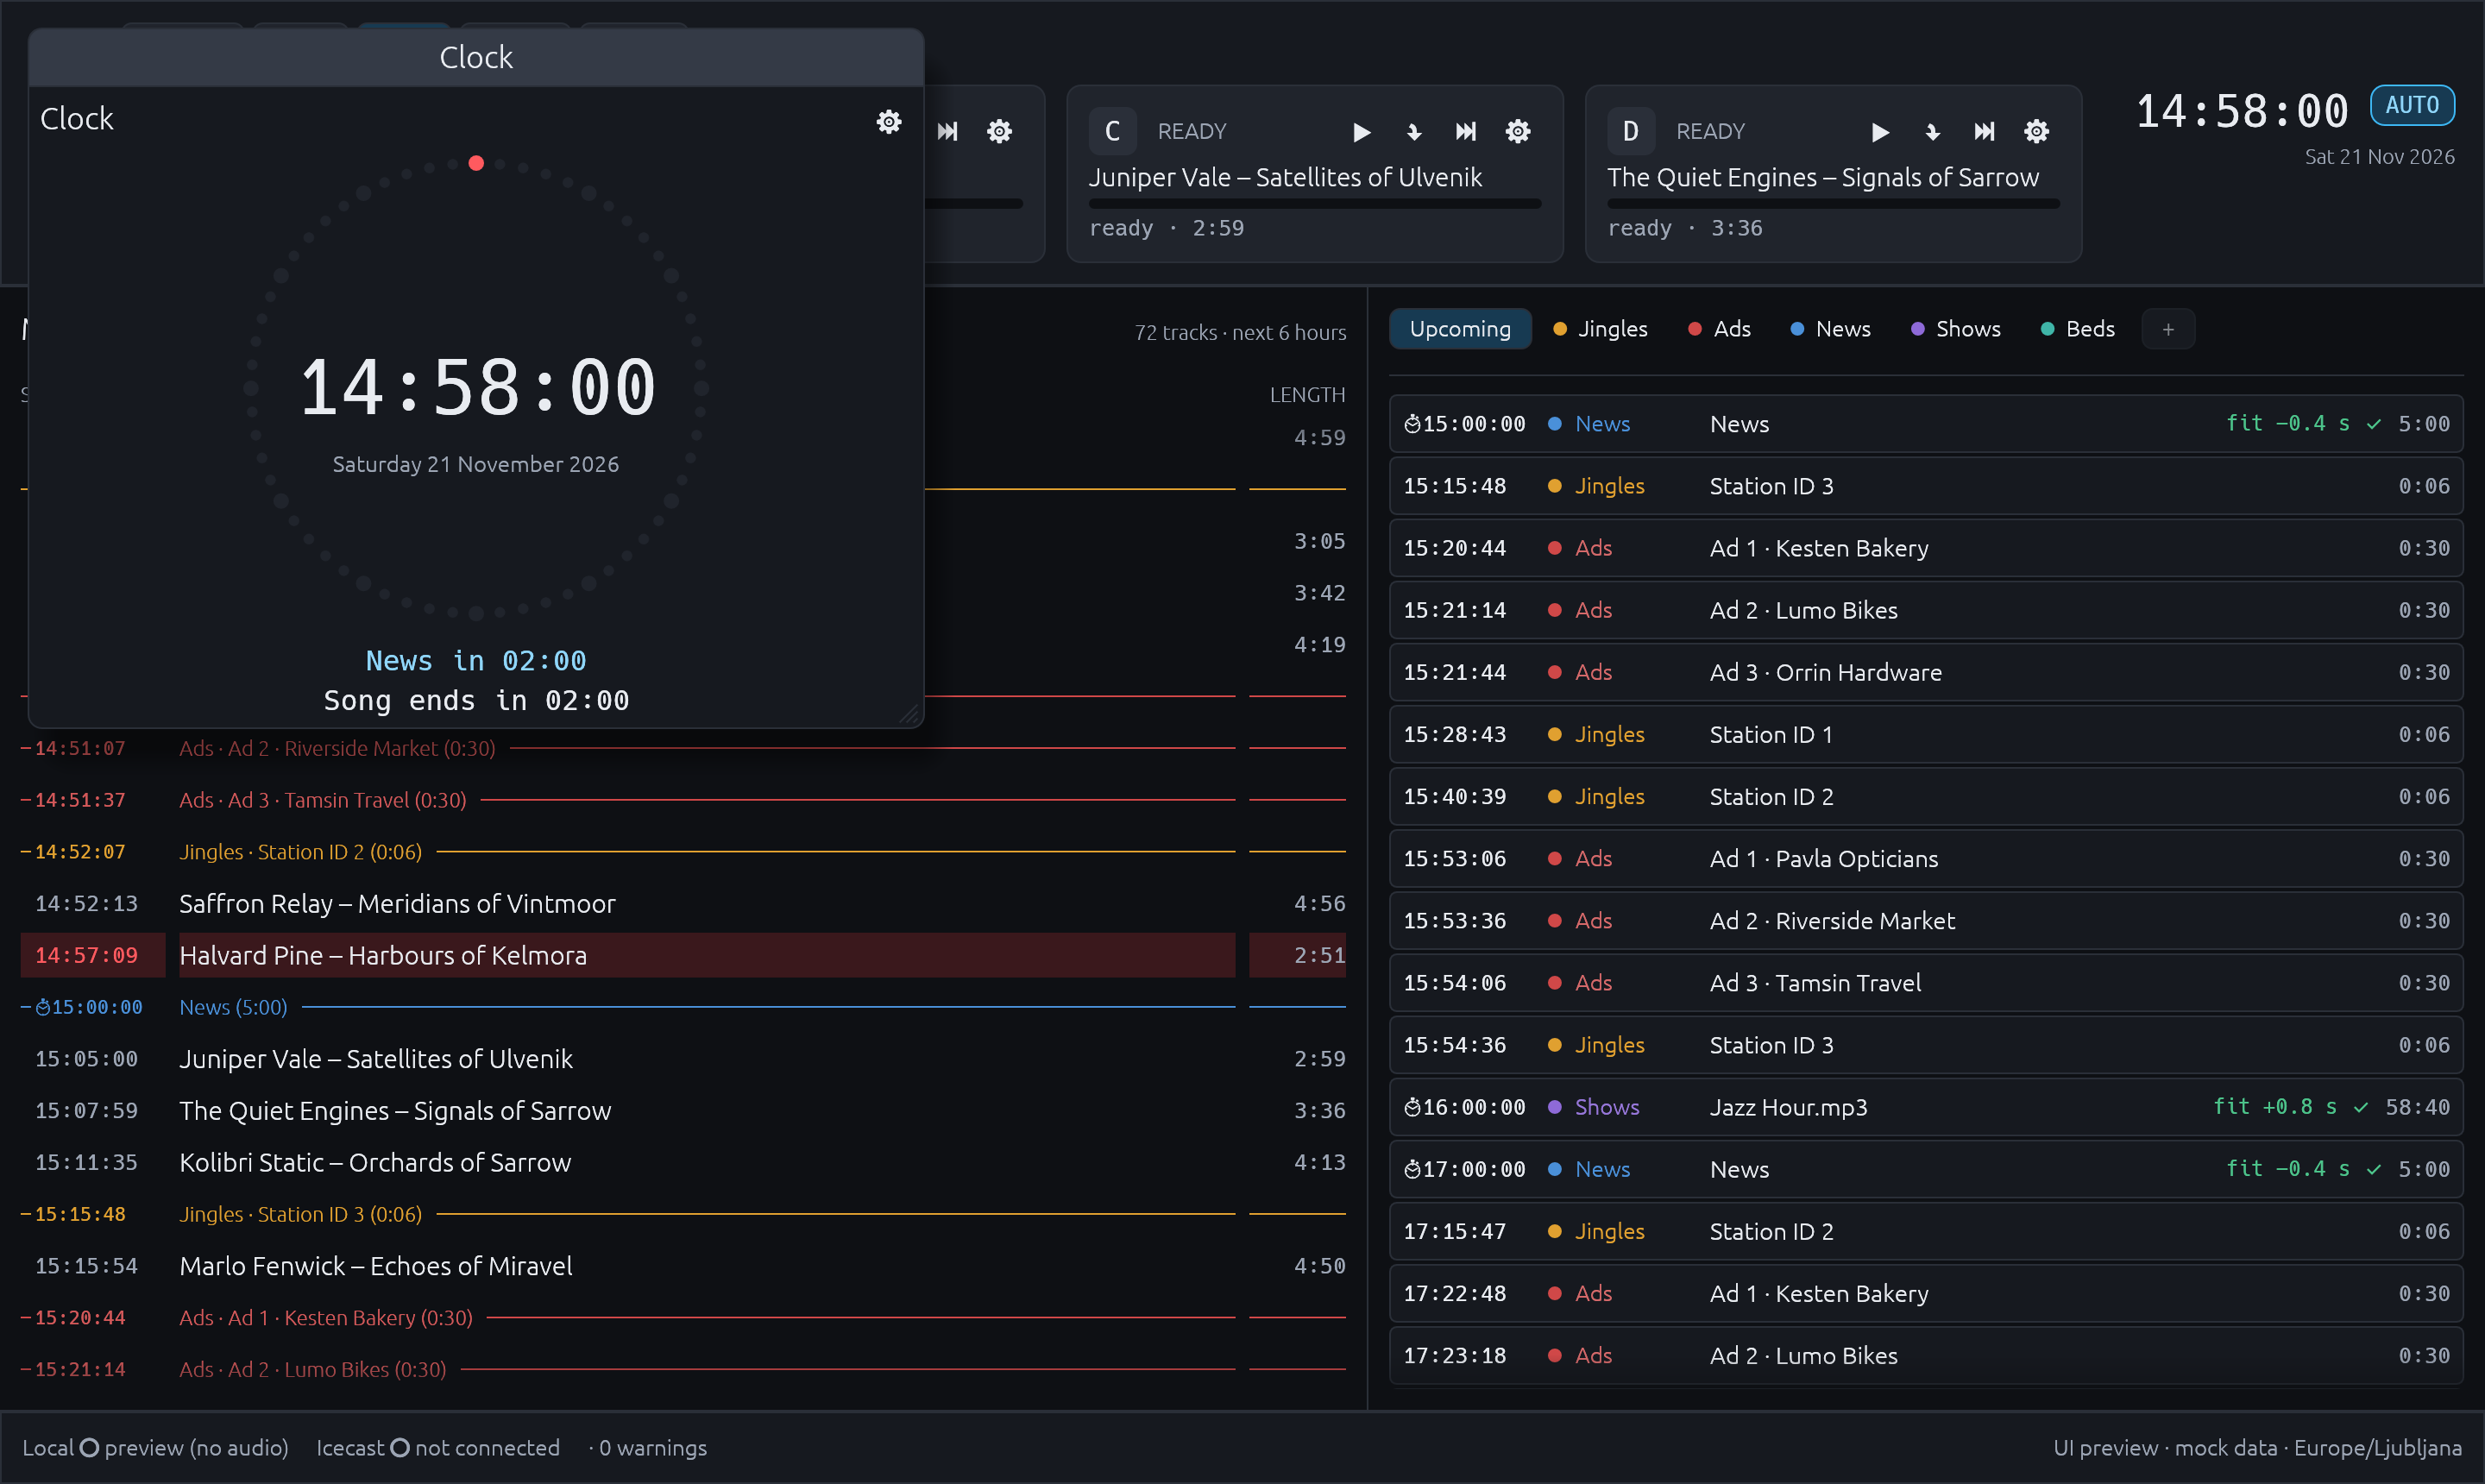 Clock
Clock
14:58:00
Saturday 21 November 2026
News in 02:00
Song ends in 02:00
C READY
Juniper Vale – Satellites of Ulvenik
ready · 2:59
D READY
The Quiet Engines – Signals of Sarrow
ready · 3:36
14:58:00 AUTO
Sat 21 Nov 2026
72 tracks · next 6 hours
LENGTH
4:59
3:05
3:42
4:19
14:51:07 Ads · Ad 2 · Riverside Market (0:30)
14:51:37 Ads · Ad 3 · Tamsin Travel (0:30)
14:52:07 Jingles · Station ID 2 (0:06)
14:52:13 Saffron Relay – Meridians of Vintmoor 4:56
14:57:09 Halvard Pine – Harbours of Kelmora 2:51
15:00:00 News (5:00)
15:05:00 Juniper Vale – Satellites of Ulvenik 2:59
15:07:59 The Quiet Engines – Signals of Sarrow 3:36
15:11:35 Kolibri Static – Orchards of Sarrow 4:13
15:15:48 Jingles · Station ID 3 (0:06)
15:15:54 Marlo Fenwick – Echoes of Miravel 4:50
15:20:44 Ads · Ad 1 · Kesten Bakery (0:30)
15:21:14 Ads · Ad 2 · Lumo Bikes (0:30)
Upcoming Jingles Ads News Shows Beds +
15:00:00 News News fit −0.4 s ✓ 5:00
15:15:48 Jingles Station ID 3 0:06
15:20:44 Ads Ad 1 · Kesten Bakery 0:30
15:21:14 Ads Ad 2 · Lumo Bikes 0:30
15:21:44 Ads Ad 3 · Orrin Hardware 0:30
15:28:43 Jingles Station ID 1 0:06
15:40:39 Jingles Station ID 2 0:06
15:53:06 Ads Ad 1 · Pavla Opticians 0:30
15:53:36 Ads Ad 2 · Riverside Market 0:30
15:54:06 Ads Ad 3 · Tamsin Travel 0:30
15:54:36 Jingles Station ID 3 0:06
16:00:00 Shows Jazz Hour.mp3 fit +0.8 s ✓ 58:40
17:00:00 News News fit −0.4 s ✓ 5:00
17:15:47 Jingles Station ID 2 0:06
17:22:48 Ads Ad 1 · Kesten Bakery 0:30
17:23:18 Ads Ad 2 · Lumo Bikes 0:30
Local preview (no audio) Icecast not connected · 0 warnings
UI preview · mock data · Europe/Ljubljana